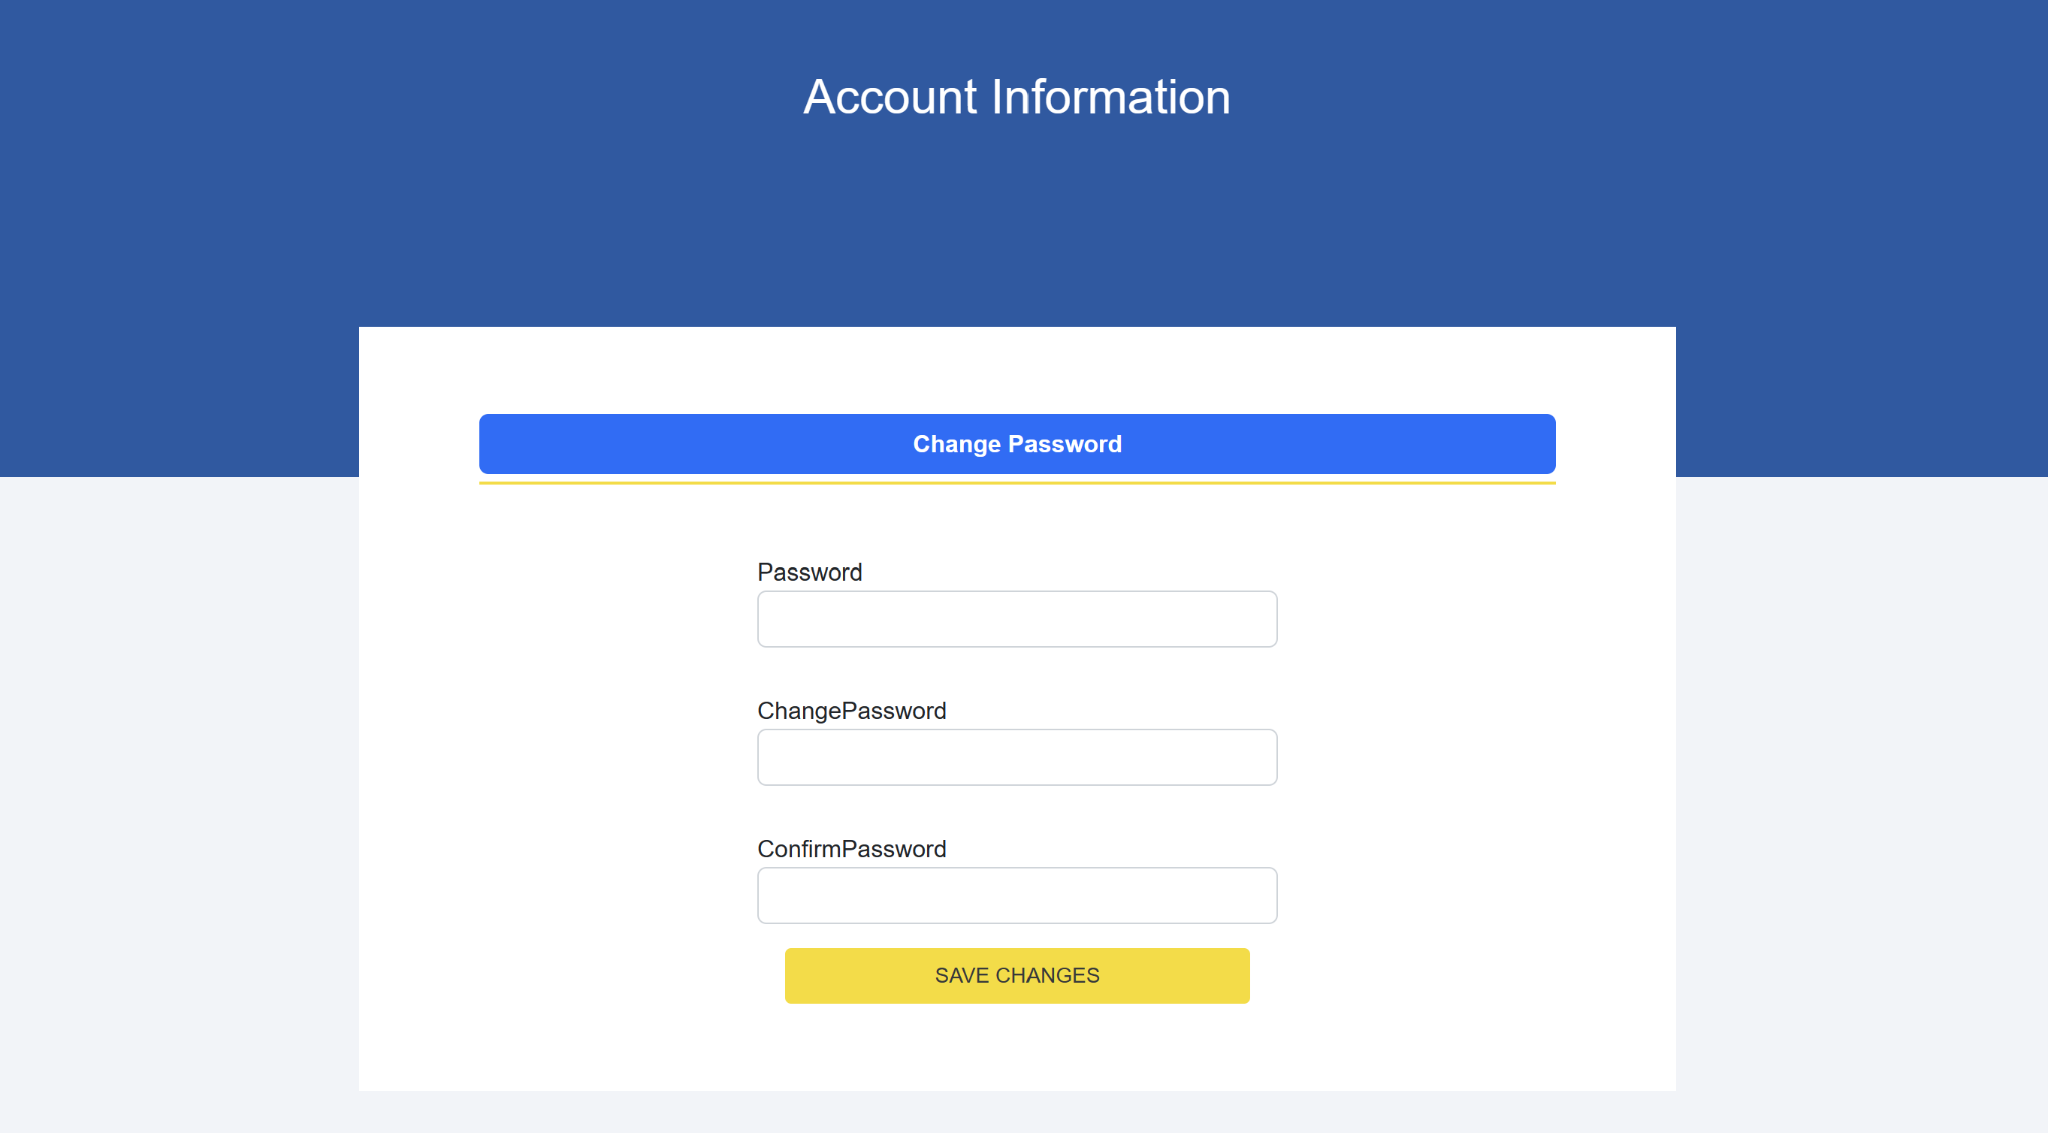 Account Information
Change Password
Password
ChangePassword
ConfirmPassword
SAVE CHANGES